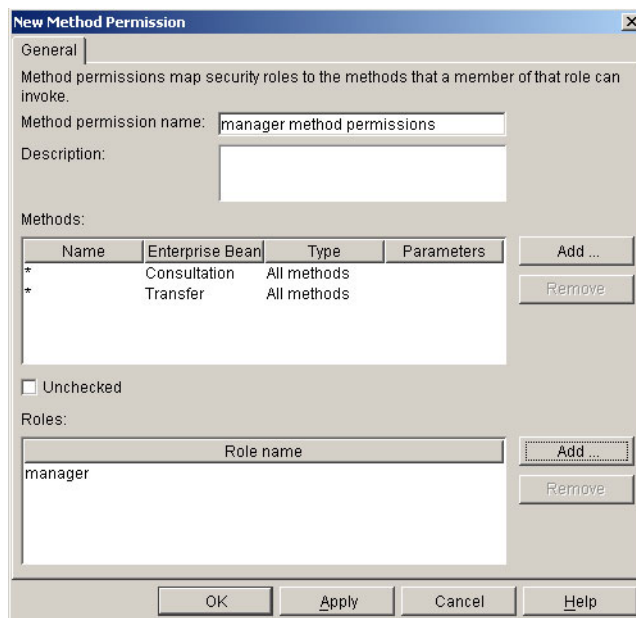 New Method Permission
General
Method permissions map security roles to the methods that a member of that role can
invoke.
Method permission name: manager method permissions
Description:
Methods:
Name Enterprise Bean Type Parameters
* Consultation All methods
* Transfer All methods
Add ...
Remove
Unchecked
Roles:
Role name
manager
Add ...
Remove
OK Apply Cancel Help